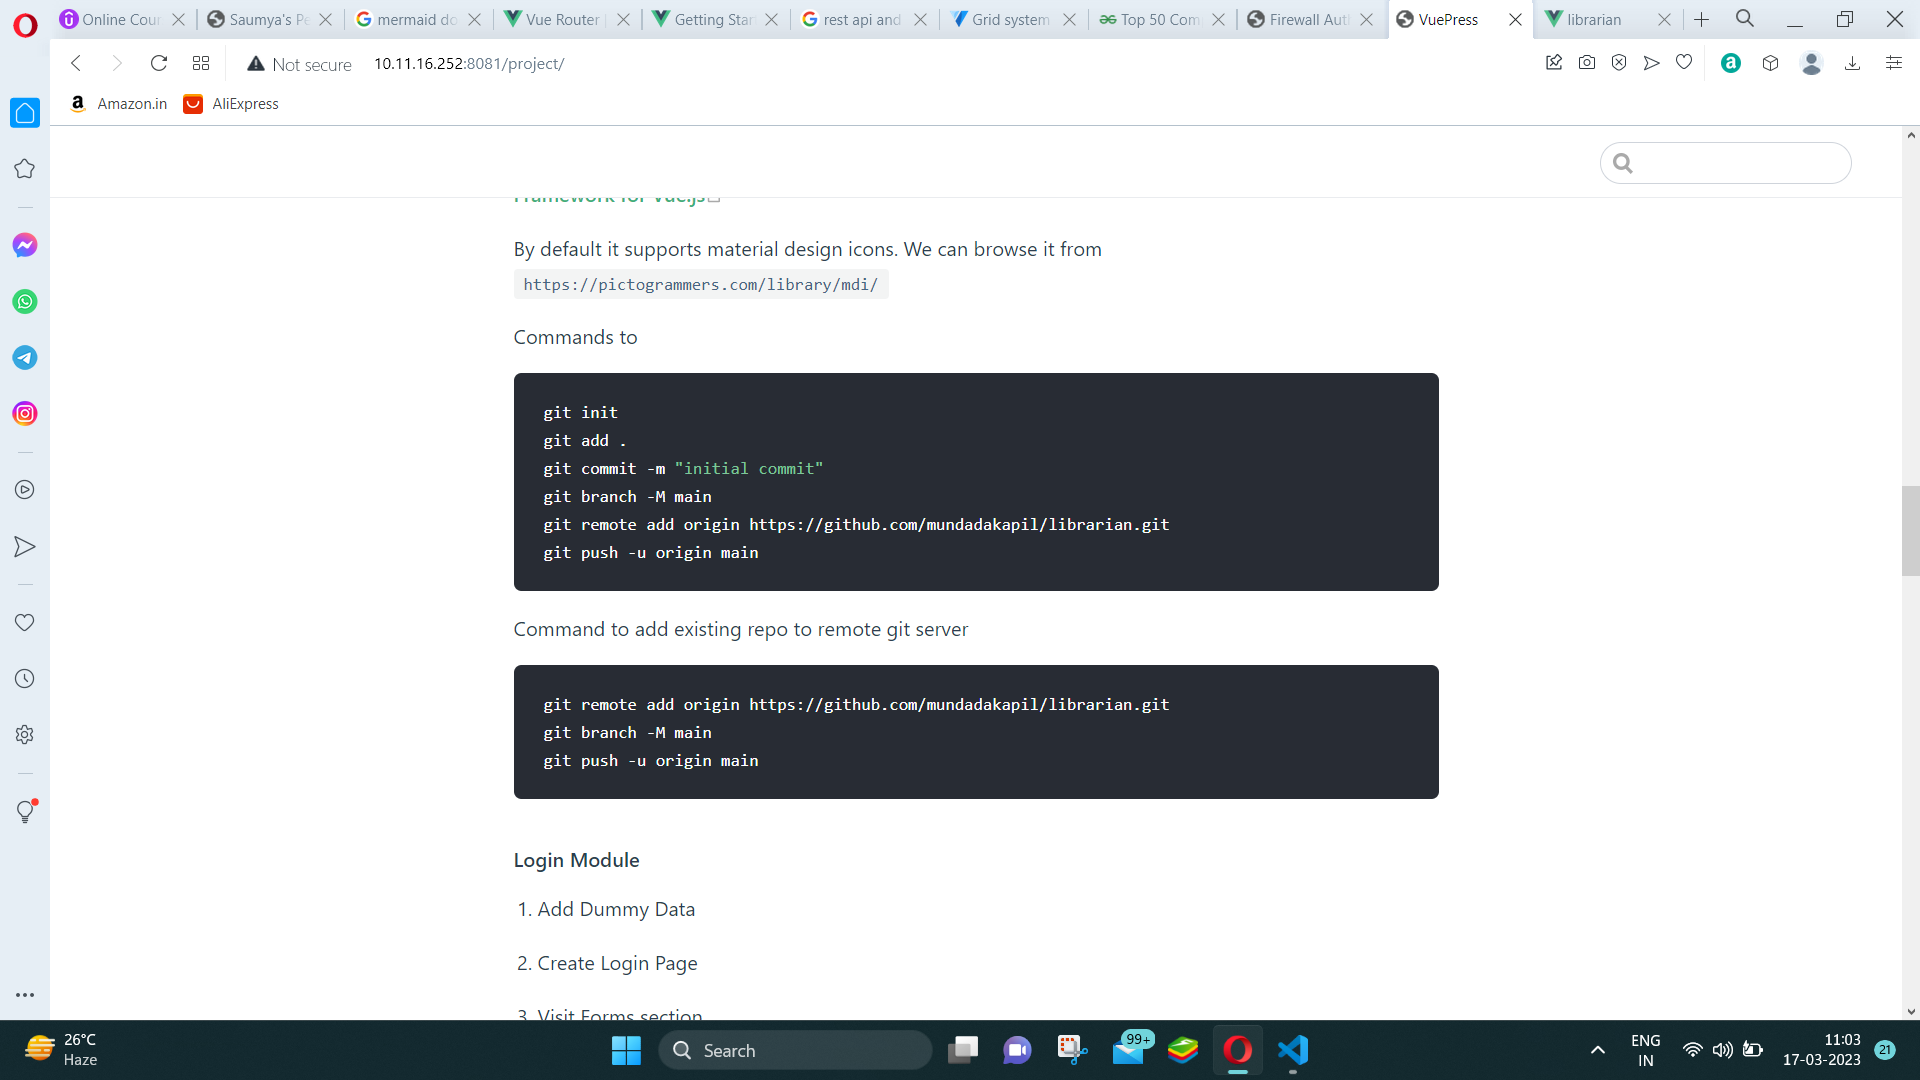 Online Cour
Saumya's Pe
mermaid do
Vue Router
Getting Star
rest api and
Grid system
Top 50 Com
Firewall Aut
VuePress
librarian
Not secure
10.11.16.252:8081/project/
Amazon.in
AliExpress
Framework for Vue.js
By default it supports material design icons. We can browse it from
https://pictogrammers.com/library/mdi/
Commands to
git init
git add .
git commit -m "initial commit"
git branch -M main
git remote add origin https://github.com/mundadakapil/librarian.git
git push -u origin main
Command to add existing repo to remote git server
git remote add origin https://github.com/mundadakapil/librarian.git
git branch -M main
git push -u origin main
Login Module
1. Add Dummy Data
2. Create Login Page
3. Visit Forms section
26°C
Haze
Search
99+
ENG
IN
11:03
17-03-2023
21